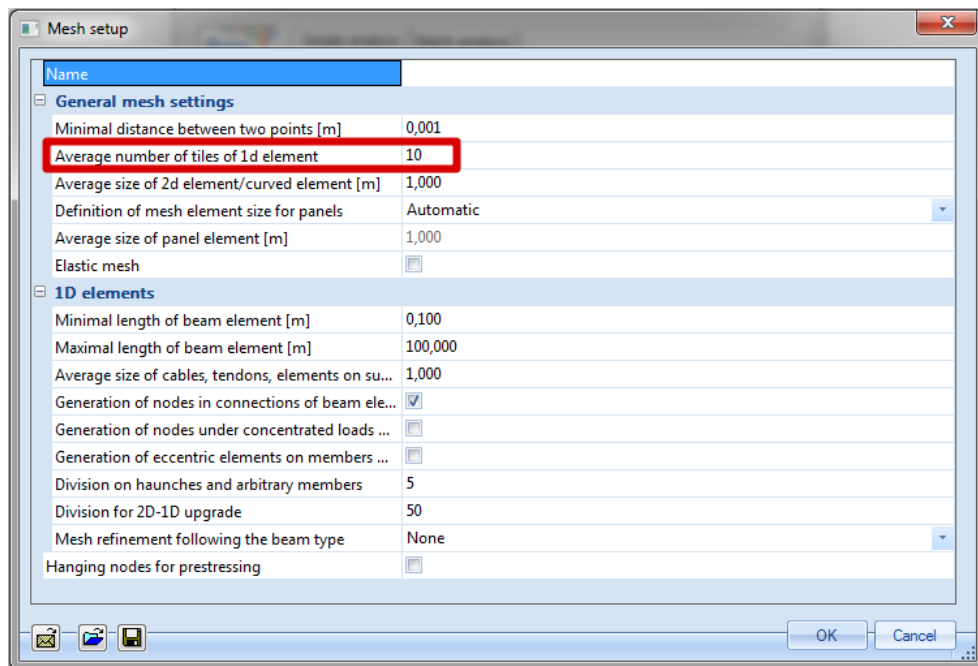 Mesh setup
Name
General mesh settings
Minimal distance between two points [m] 0,001
Average number of tiles of 1d element 10
Average size of 2d element/curved element [m] 1,000
Definition of mesh element size for panels Automatic
Average size of panel element [m] 1,000
Elastic mesh
1D elements
Minimal length of beam element [m] 0,100
Maximal length of beam element [m] 100,000
Average size of cables, tendons, elements on su... 1,000
Generation of nodes in connections of beam ele...
Generation of nodes under concentrated loads ...
Generation of eccentric elements on members ...
Division on haunches and arbitrary members 5
Division for 2D-1D upgrade 50
Mesh refinement following the beam type None
Hanging nodes for prestressing
OK Cancel